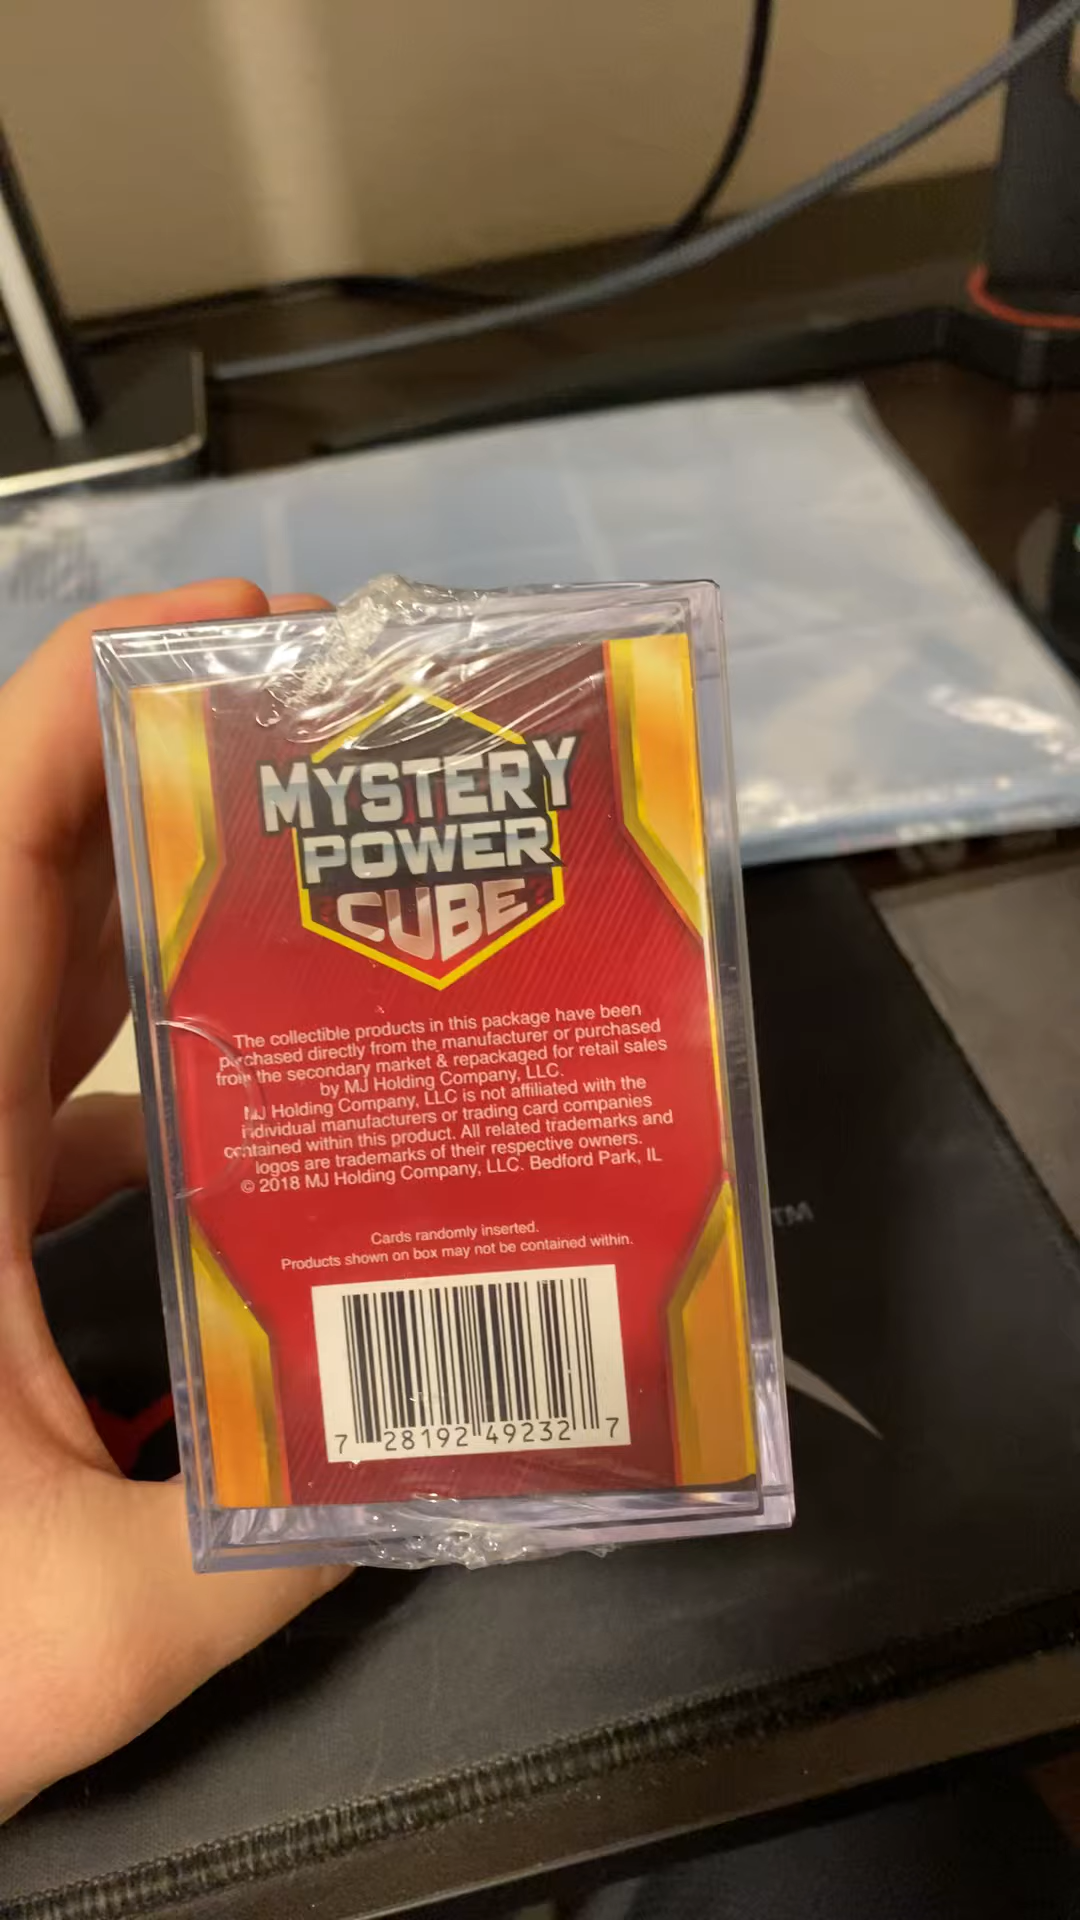 MYSTERY
POWER
CUBE
The collectible products in this package have been
purchased directly from the manufacturer or purchased
from the secondary market & repackaged for retail sales
by MJ Holding Company, LLC.
MJ Holding Company, LLC is not affiliated with the
individual manufacturers or trading card companies
contained within this product. All related trademarks and
logos are trademarks of their respective owners.
© 2018 MJ Holding Company, LLC. Bedford Park, IL
Cards randomly inserted.
Products shown on box may not be contained within.
7 28192 49232 7
TM